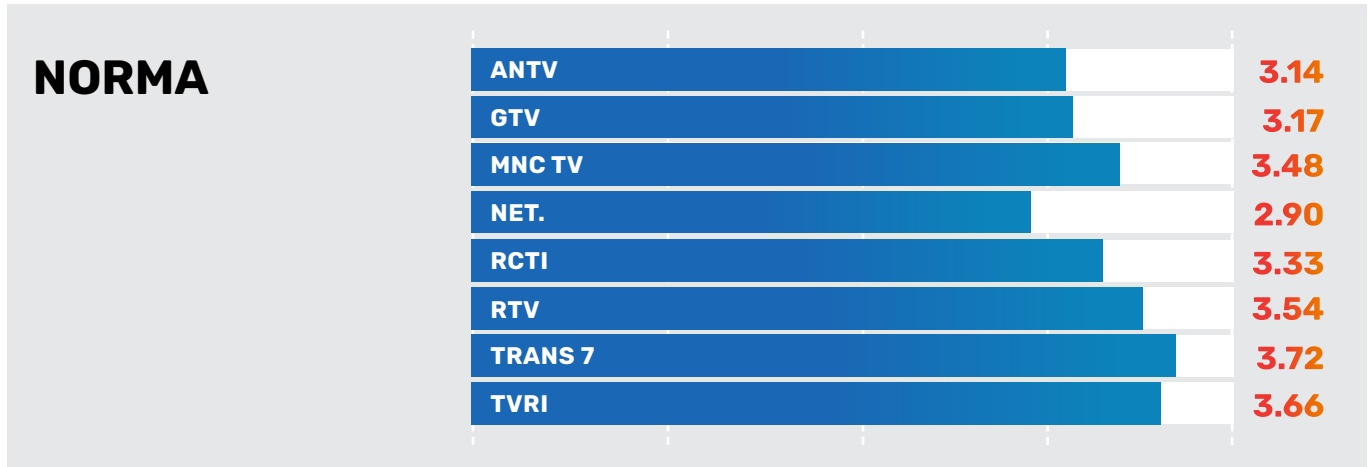 NORMA
ANTV 3.14
GTV 3.17
MNC TV 3.48
NET. 2.90
RCTI 3.33
RTV 3.54
TRANS 7 3.72
TVRI 3.66